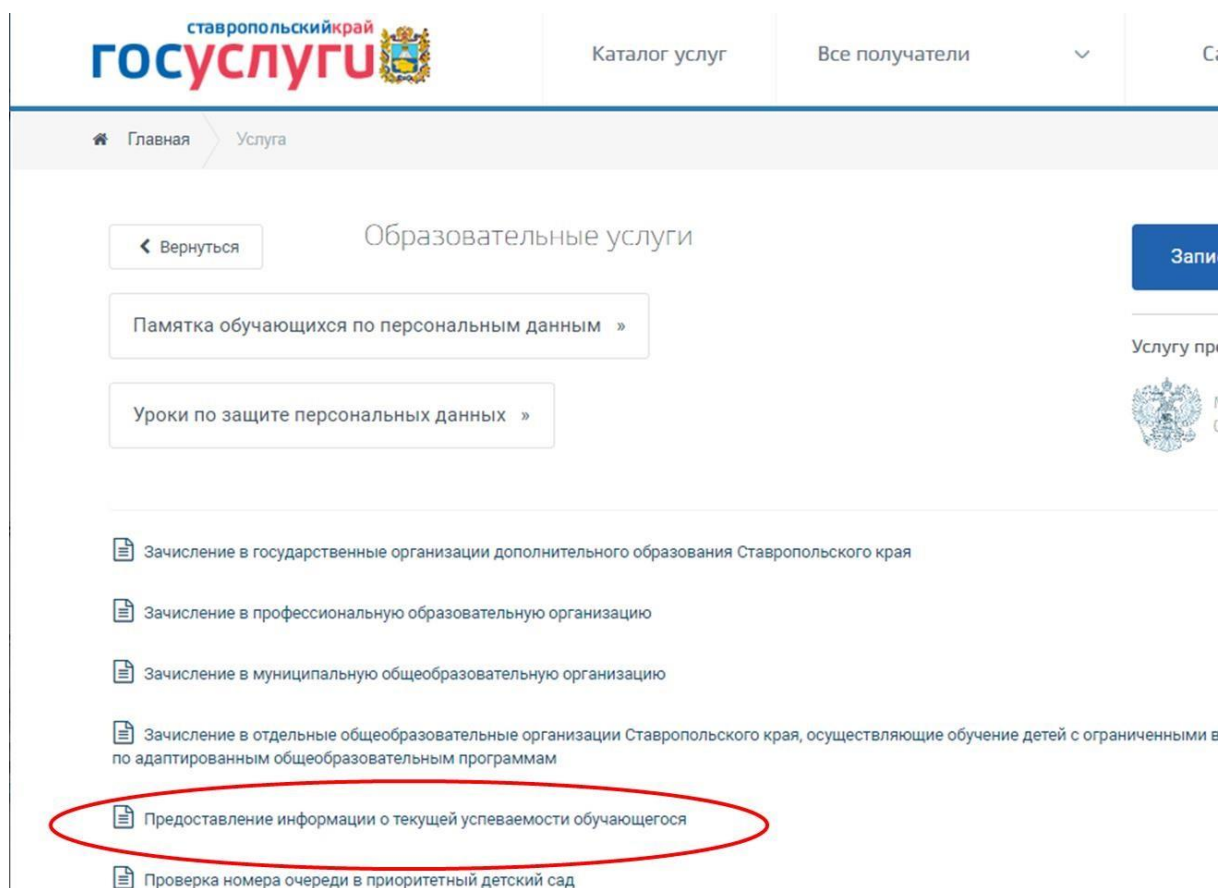 ставропольскийкрай
госуслуги
Каталог услуг
Все получатели
Главная
Услуга
Вернуться
Образовательные услуги
Памятка обучающихся по персональным данным »
Уроки по защите персональных данных »
Услугу
Зачисление в государственные организации дополнительного образования Ставропольского края
Зачисление в профессиональную образовательную организацию
Зачисление в муниципальную общеобразовательную организацию
Зачисление в отдельные общеобразовательные организации Ставропольского края, осуществляющие обучение детей с ограниченными
по адаптированным общеобразовательным программам
Предоставление информации о текущей успеваемости обучающегося
Проверка номера очереди в приоритетный детский сад